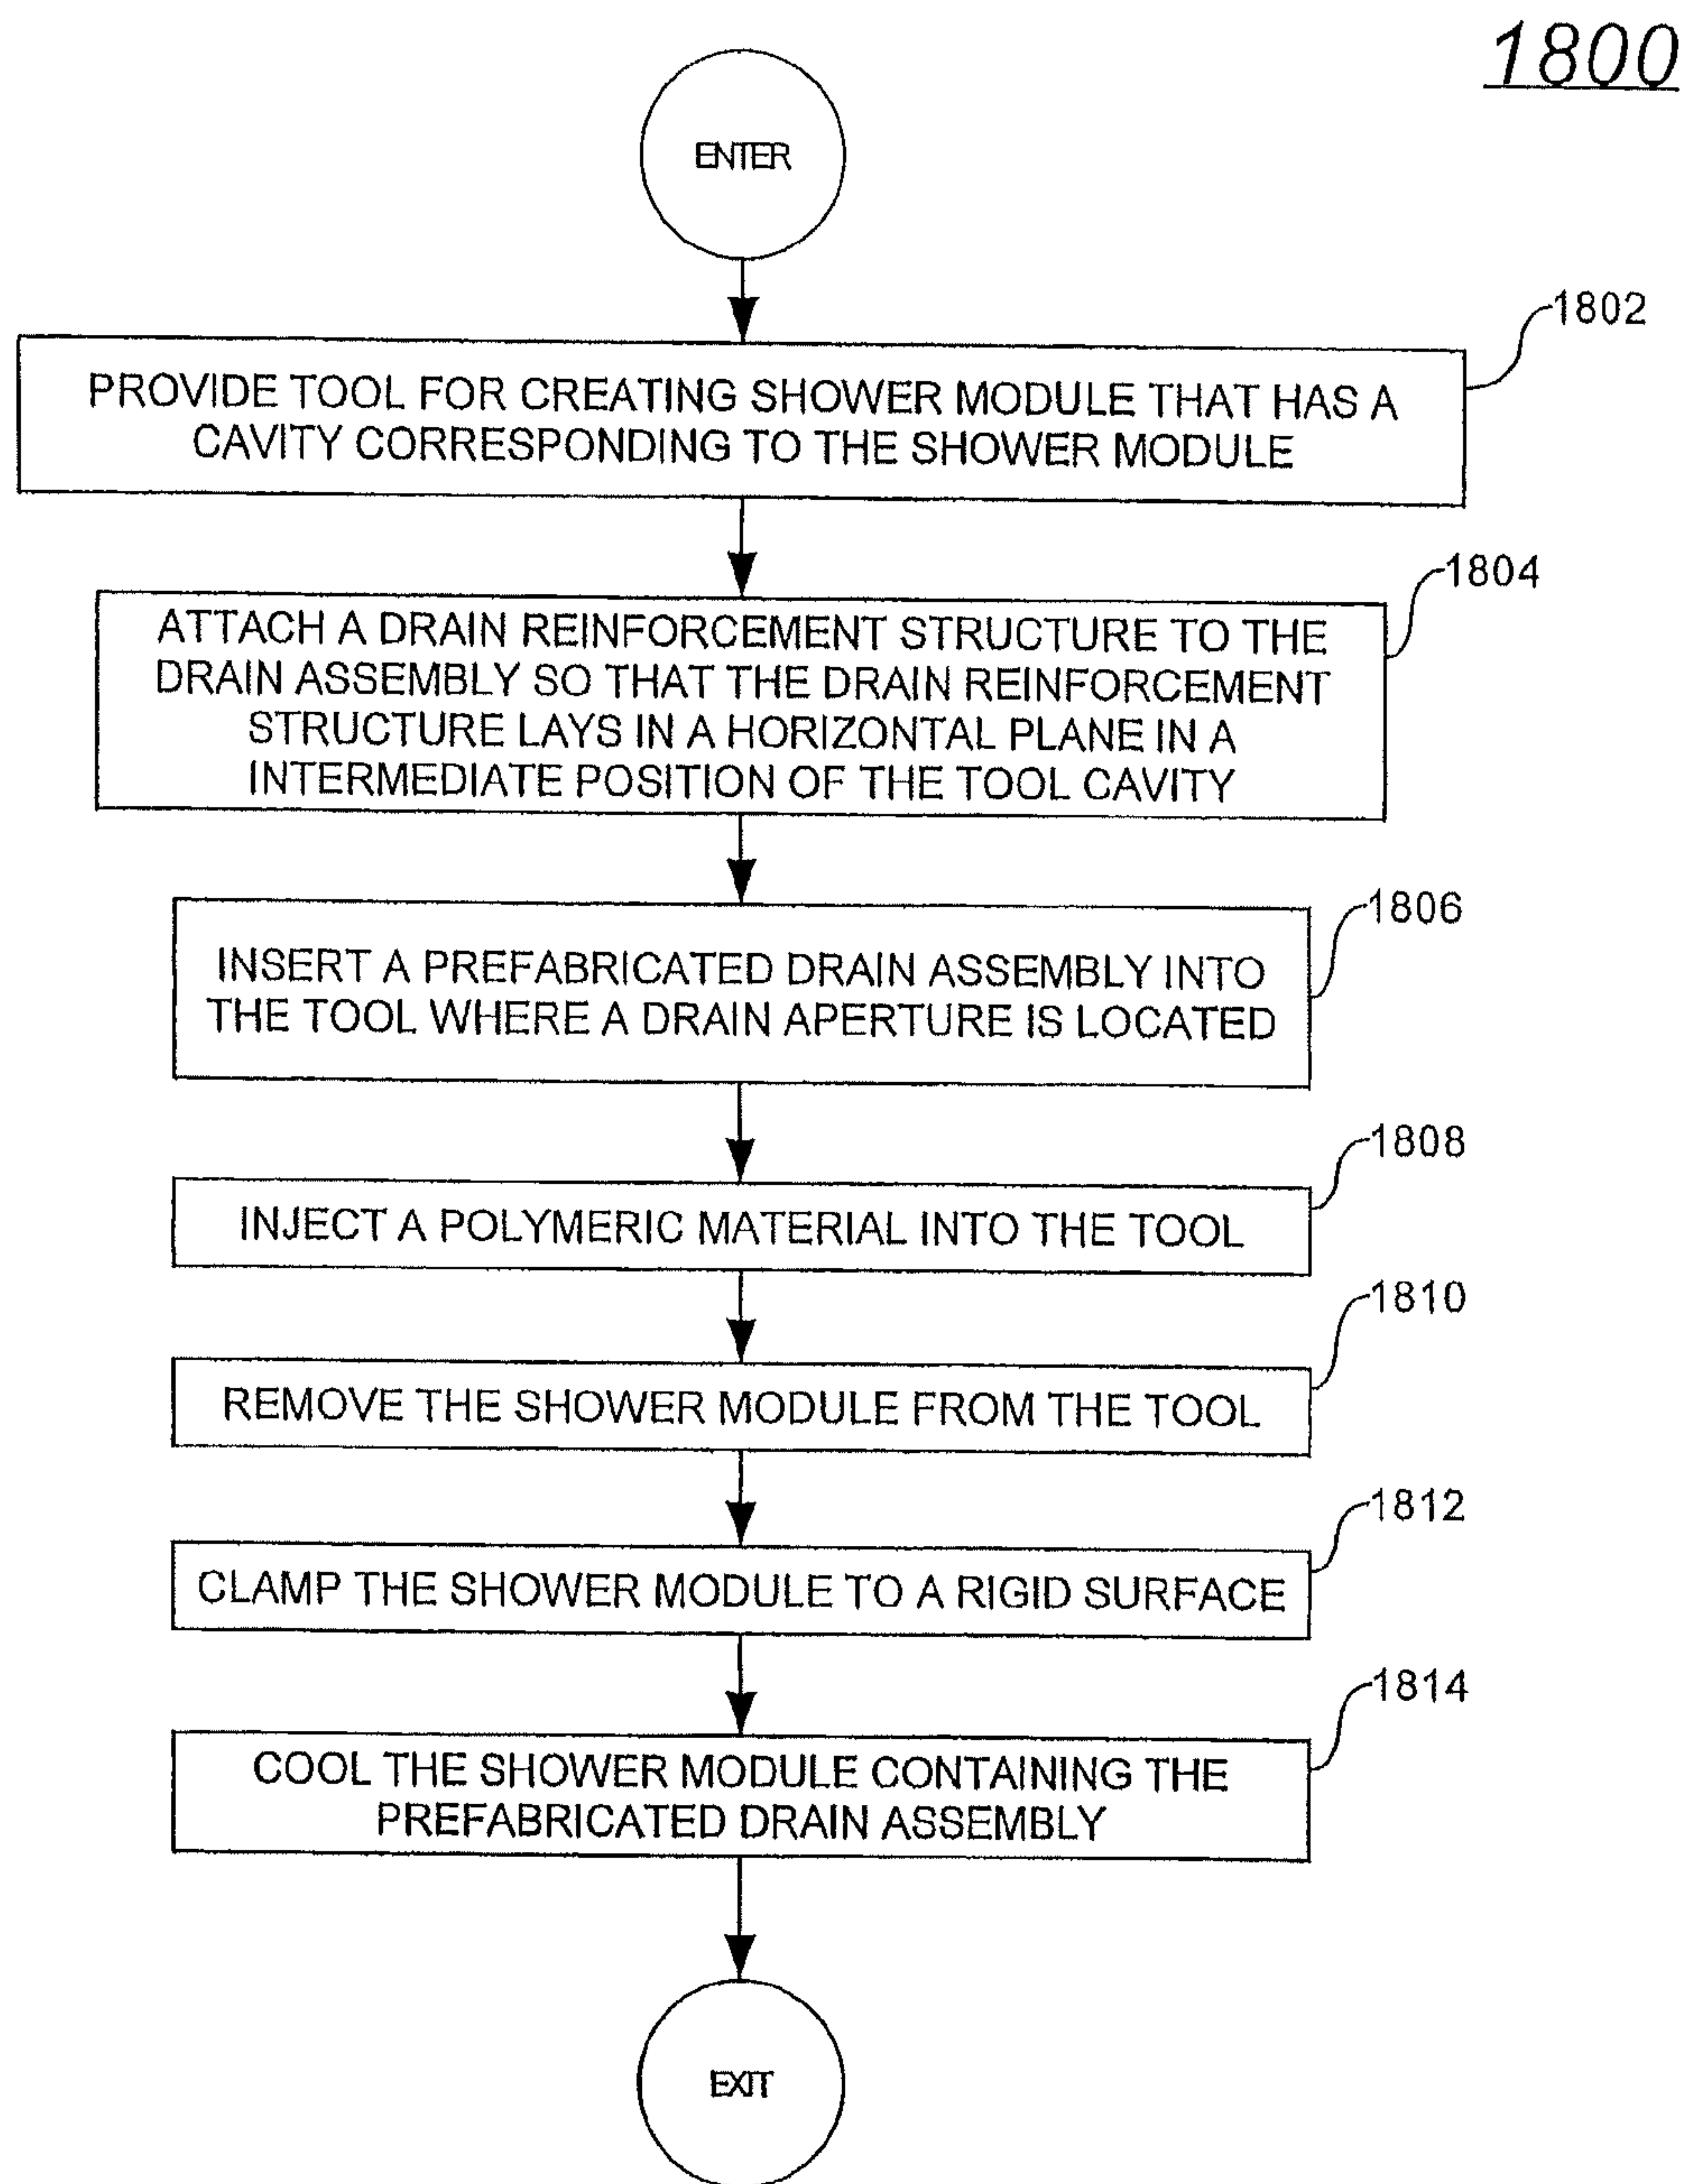 1800
ENTER
1802
PROVIDE TOOL FOR CREATING SHOWER MODULE THAT HAS A
CAVITY CORRESPONDING TO THE SHOWER MODULE
1804
ATTACH A DRAIN REINFORCEMENT STRUCTURE TO THE
DRAIN ASSEMBLY SO THAT THE DRAIN REINFORCEMENT
STRUCTURE LAYS IN A HORIZONTAL PLANE IN A
INTERMEDIATE POSITION OF THE TOOL CAVITY
1806
INSERT A PREFABRICATED DRAIN ASSEMBLY INTO
THE TOOL WHERE A DRAIN APERTURE IS LOCATED
1808
INJECT A POLYMERIC MATERIAL INTO THE TOOL
1810
REMOVE THE SHOWER MODULE FROM THE TOOL
1812
CLAMP THE SHOWER MODULE TO A RIGID SURFACE
1814
COOL THE SHOWER MODULE CONTAINING THE
PREFABRICATED DRAIN ASSEMBLY
EXIT